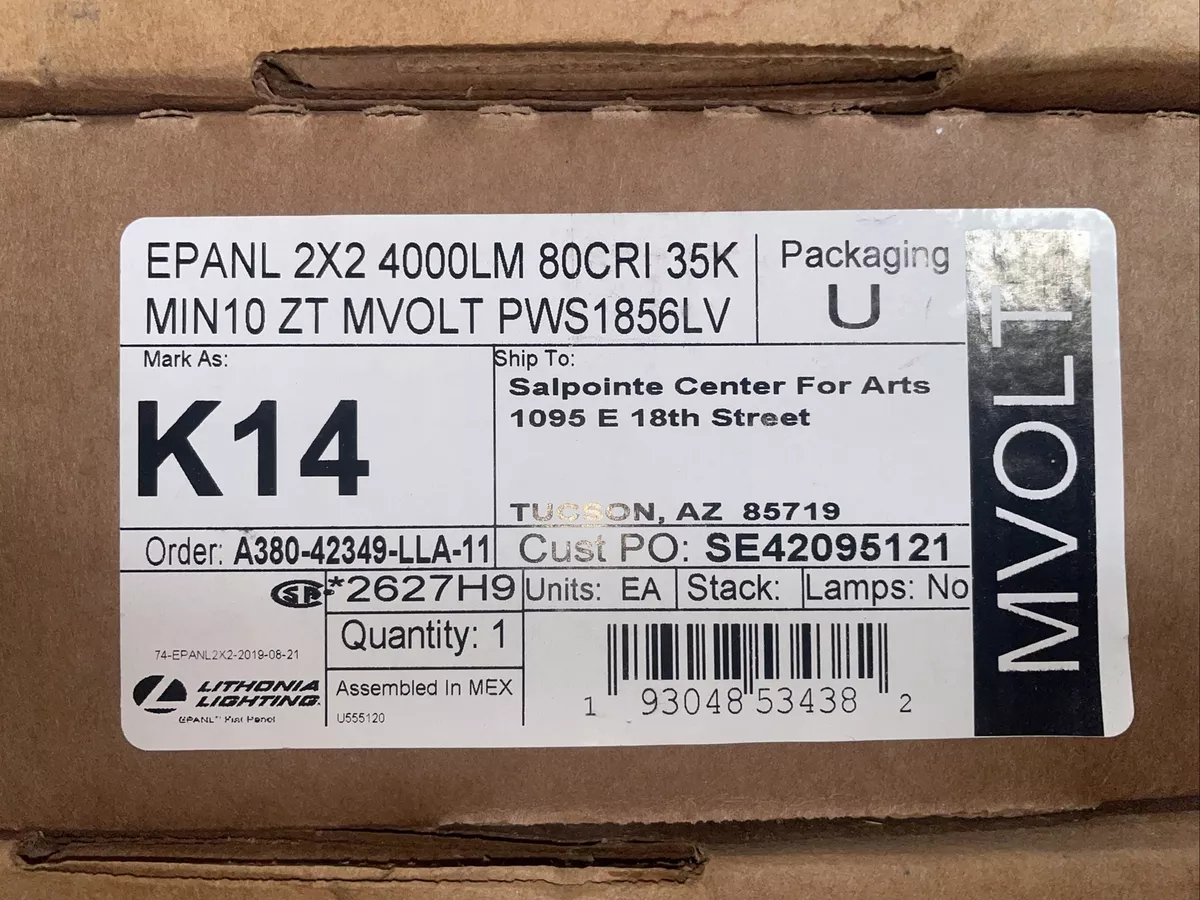 EPANL 2X2 4000LM 80CRI 35K
MIN10 ZT MVOLT PWS1856LV
Packaging
U
MVOLT
Mark As:
K14
Ship To:
Salpointe Center For Arts
1095 E 18th Street
TUCSON, AZ 85719
Order: A380-42349-LLA-11
Cust PO: SE42095121
*2627H9
Units: EA
Stack:
Lamps: No
Quantity: 1
74-EPANL2X2-2019-08-21
LITHONIA
LIGHTING
EPANL™ Flat Panel
Assembled In MEX
U555120
1 93048 53438 2